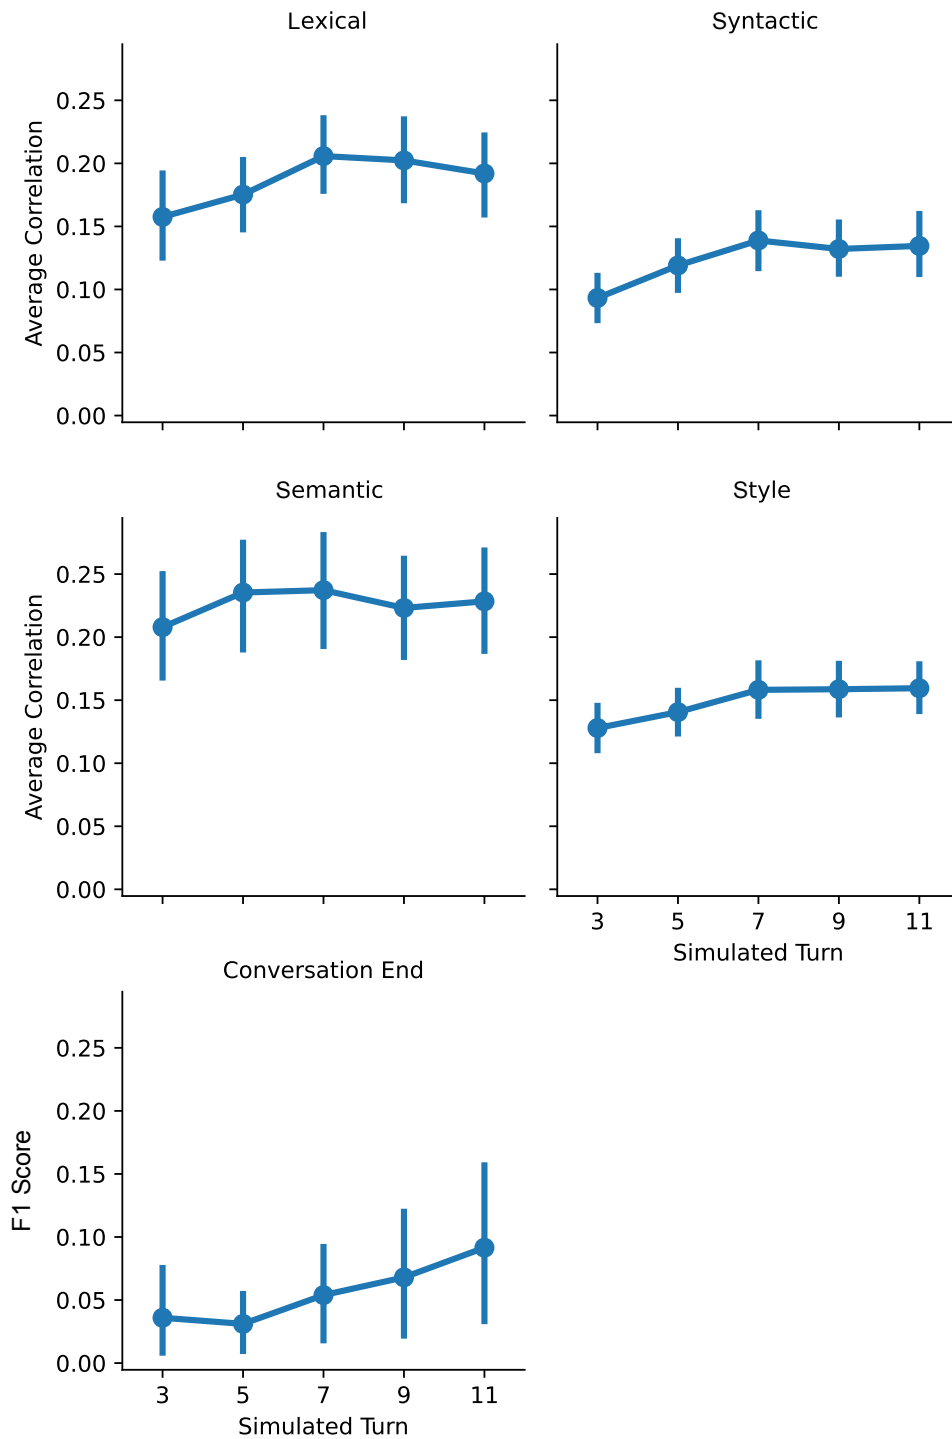 Lexical
Syntactic
Average Correlation
0.25
0.20
0.15
0.10
0.05
0.00
Semantic
Style
Average Correlation
0.25
0.20
0.15
0.10
0.05
0.00
3 5 7 9 11
Simulated Turn
Conversation End
F1 Score
0.25
0.20
0.15
0.10
0.05
0.00
3 5 7 9 11
Simulated Turn